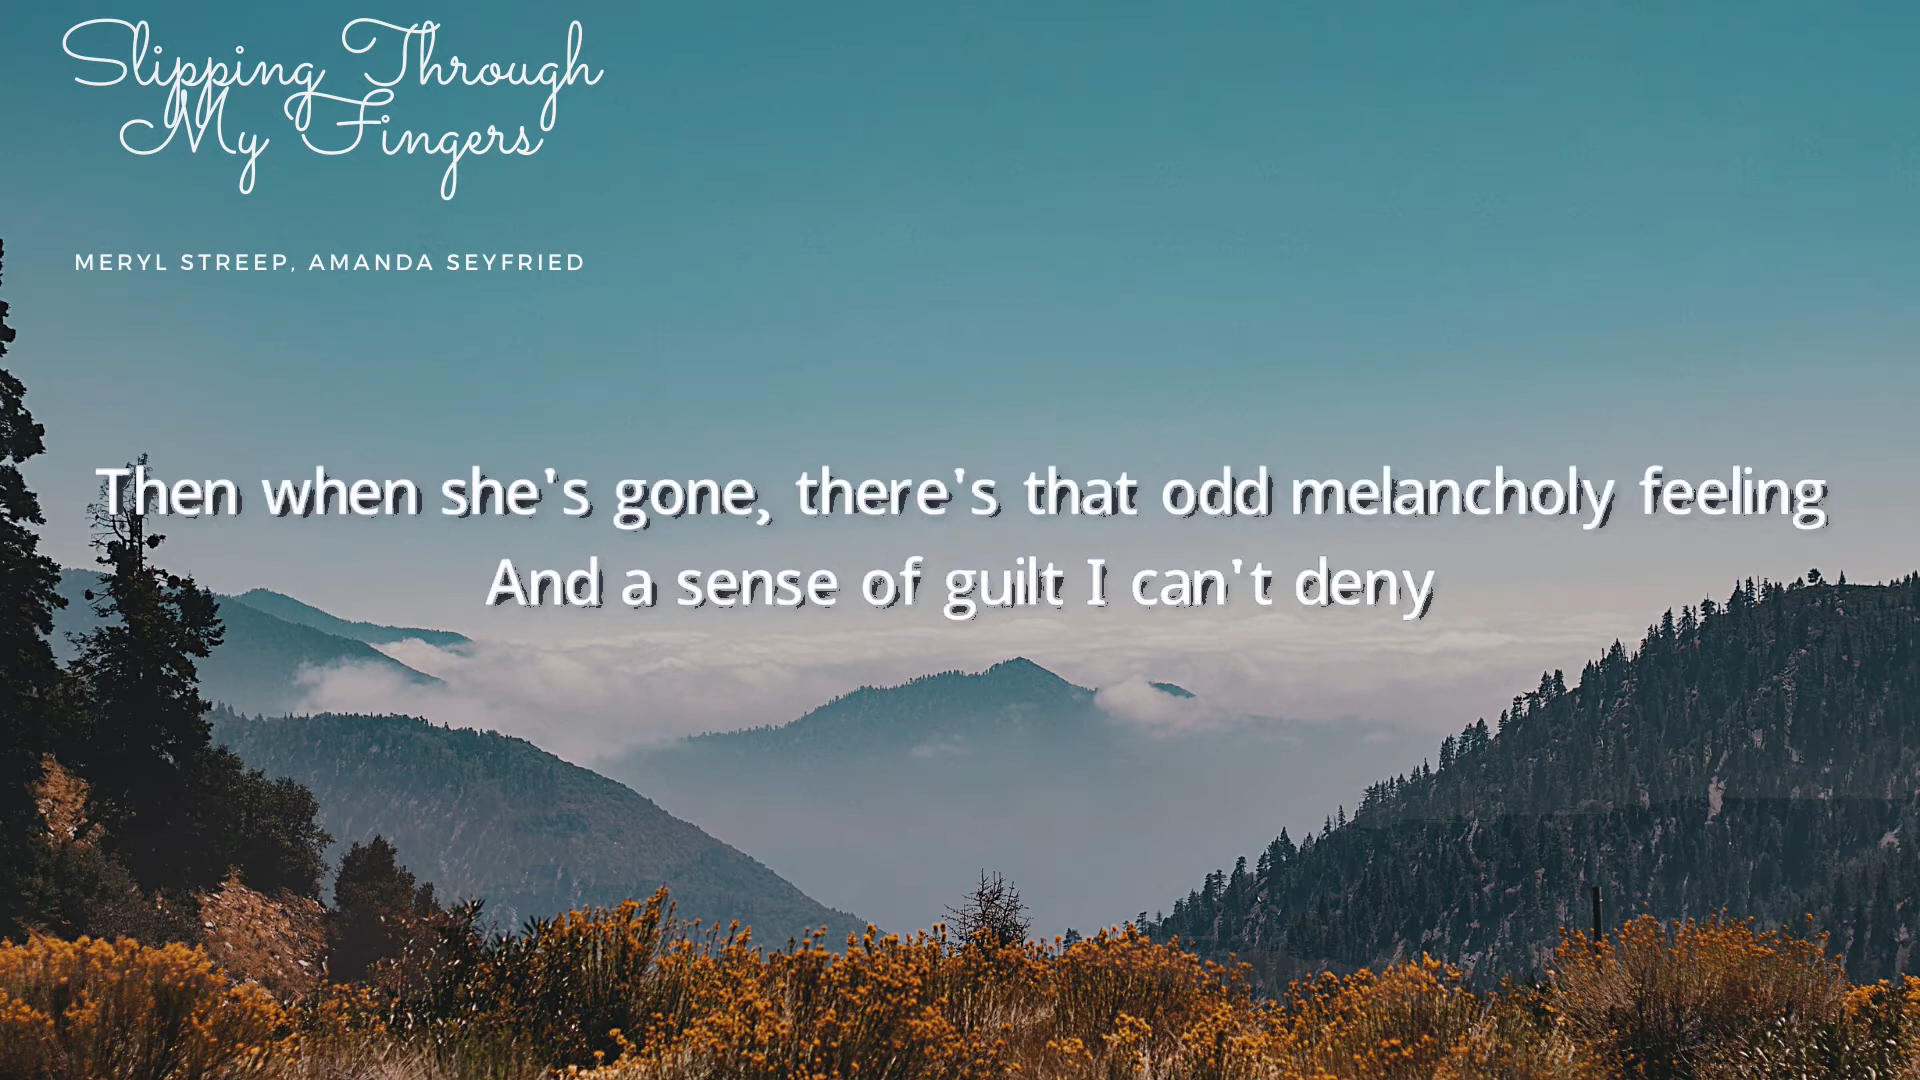 Slipping Through
My Fingers
MERYL STREEP, AMANDA SEYFRIED
Then when she's gone, there's that odd melancholy feeling
And a sense of guilt I can't deny